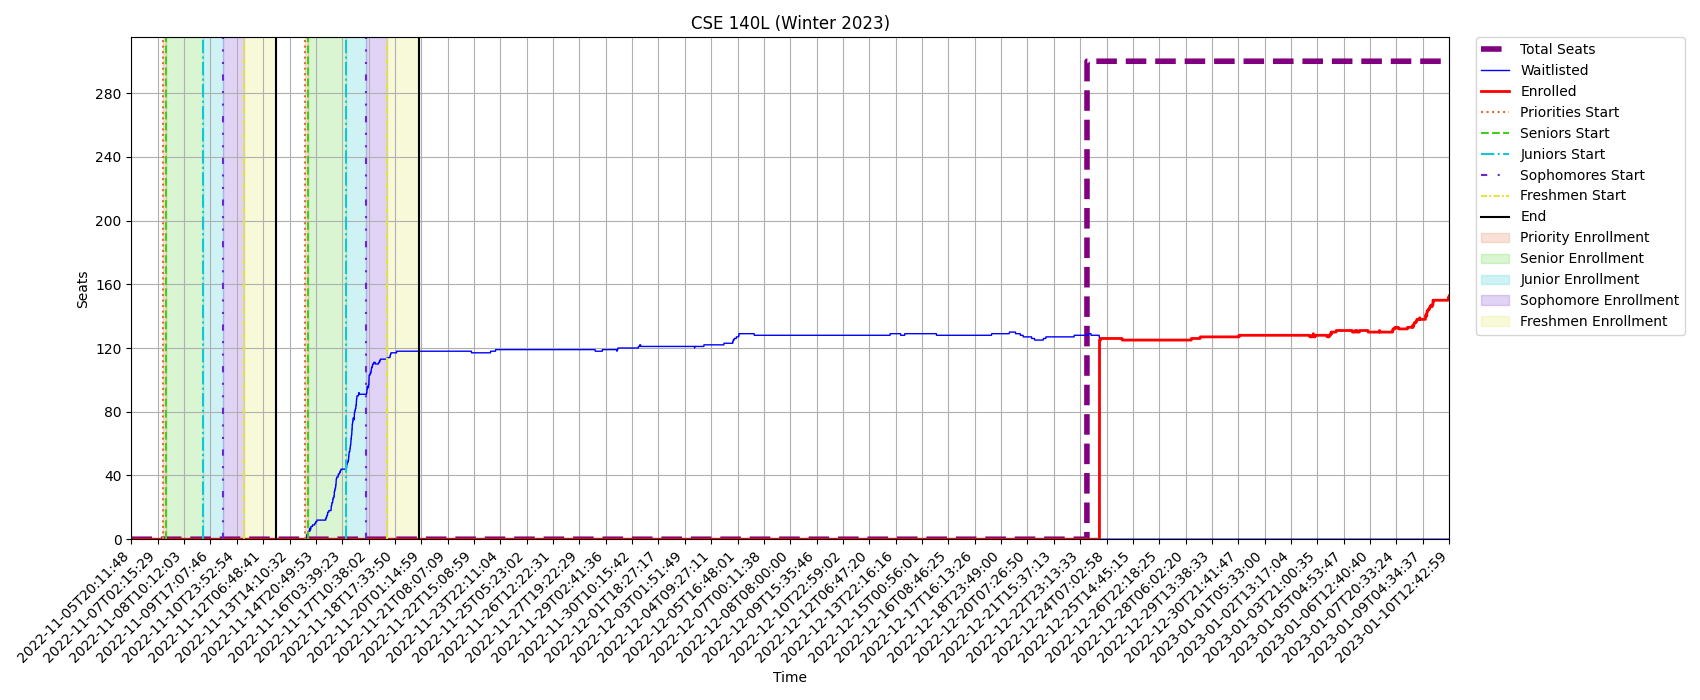 CSE 140L (Winter 2023)
Total Seats
Waitlisted
Enrolled
Priorities Start
Seniors Start
Juniors Start
Sophomores Start
Freshmen Start
End
Priority Enrollment
Senior Enrollment
Junior Enrollment
Sophomore Enrollment
Freshmen Enrollment
Seats
280
240
200
160
120
80
40
0
2022-11-05T20:11:48
2022-11-07T02:15:29
2022-11-08T10:12:03
2022-11-09T17:07:46
2022-11-10T23:52:54
2022-11-12T06:48:41
2022-11-13T14:10:32
2022-11-14T20:49:53
2022-11-16T03:39:23
2022-11-17T10:38:02
2022-11-18T17:33:50
2022-11-20T01:14:59
2022-11-21T08:07:09
2022-11-22T15:08:59
2022-11-23T22:11:04
2022-11-25T05:23:02
2022-11-26T12:22:31
2022-11-27T19:22:29
2022-11-29T02:41:36
2022-11-30T10:15:42
2022-12-01T18:27:17
2022-12-03T01:51:49
2022-12-04T09:27:11
2022-12-05T16:48:01
2022-12-07T00:11:38
2022-12-08T08:00:00
2022-12-09T15:35:46
2022-12-10T22:59:02
2022-12-12T06:47:20
2022-12-13T22:16:16
2022-12-15T00:56:01
2022-12-16T08:46:25
2022-12-17T16:13:26
2022-12-18T23:49:00
2022-12-20T07:26:50
2022-12-21T15:37:13
2022-12-22T23:13:33
2022-12-24T07:02:58
2022-12-25T14:45:15
2022-12-26T22:18:25
2022-12-28T06:02:20
2022-12-29T13:38:33
2022-12-30T21:41:47
2023-01-01T05:33:00
2023-01-02T13:17:04
2023-01-03T21:00:35
2023-01-05T04:53:47
2023-01-06T12:40:40
2023-01-07T20:33:24
2023-01-09T04:34:37
2023-01-10T12:42:59
Time